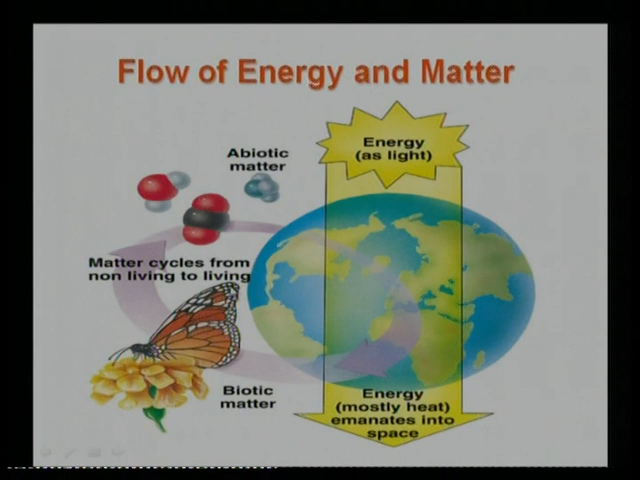 Flow of Energy and Matter
Energy
(as light)
Abiotic
matter
Matter cycles from
non living to living
Biotic
matter
Energy
(mostly heat)
emanates into
space